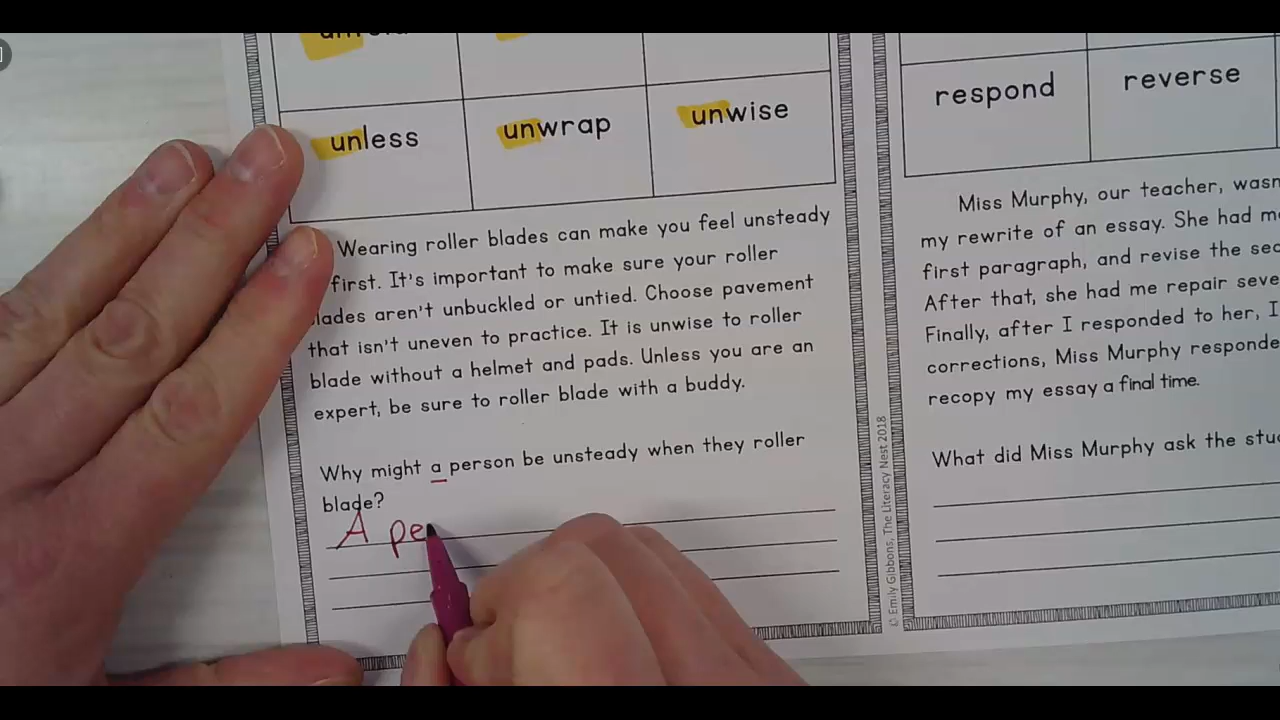 unless unwrap unwise
Wearing roller blades can make you feel unsteady
first. It's important to make sure your roller
aren't unbuckled or untied. Choose pavement
that isn't uneven to practice. It is unwise to roller
blade without a helmet and pads. Unless you are an
expert, be sure to roller blade with a buddy.
Why might a person be unsteady when they roller
blade?
A pe
respond reverse
Miss Murphy, our teacher,
my rewrite of an essay. She had
first paragraph, and revise the
After that, she had me repair
Finally, after I responded to her, I
corrections, Miss Murphy
recopy my essay a final time.
What did Miss Murphy ask the
© Emily Gibbons, The Literacy Nest 2018